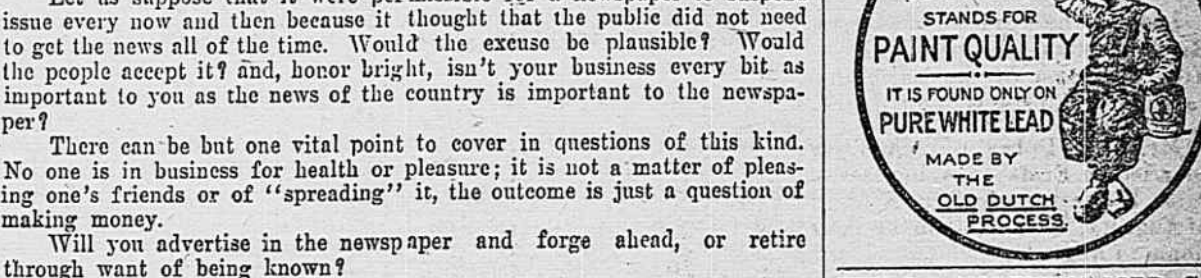 issue every now and then because it thought that the public did not need
to get the news all of the time. Would the excuse be plausible? Would
the people accept it? and, honor bright, isn't your business every bit as
important to you as the news of the country is important to the newspa-
per?
There can be but one vital point to cover in questions of this kind.
No one is in business for health or pleasure; it is not a matter of pleas-
ing one's friends or of "spreading" it, the outcome is just a question of
making money.
Will you advertise in the newspaper and forge ahead, or retire
through want of being known?
STANDS FOR
PAINT QUALITY
IT IS FOUND ONLY ON
PURE WHITE LEAD
MADE BY
THE
OLD DUTCH
PROCESS